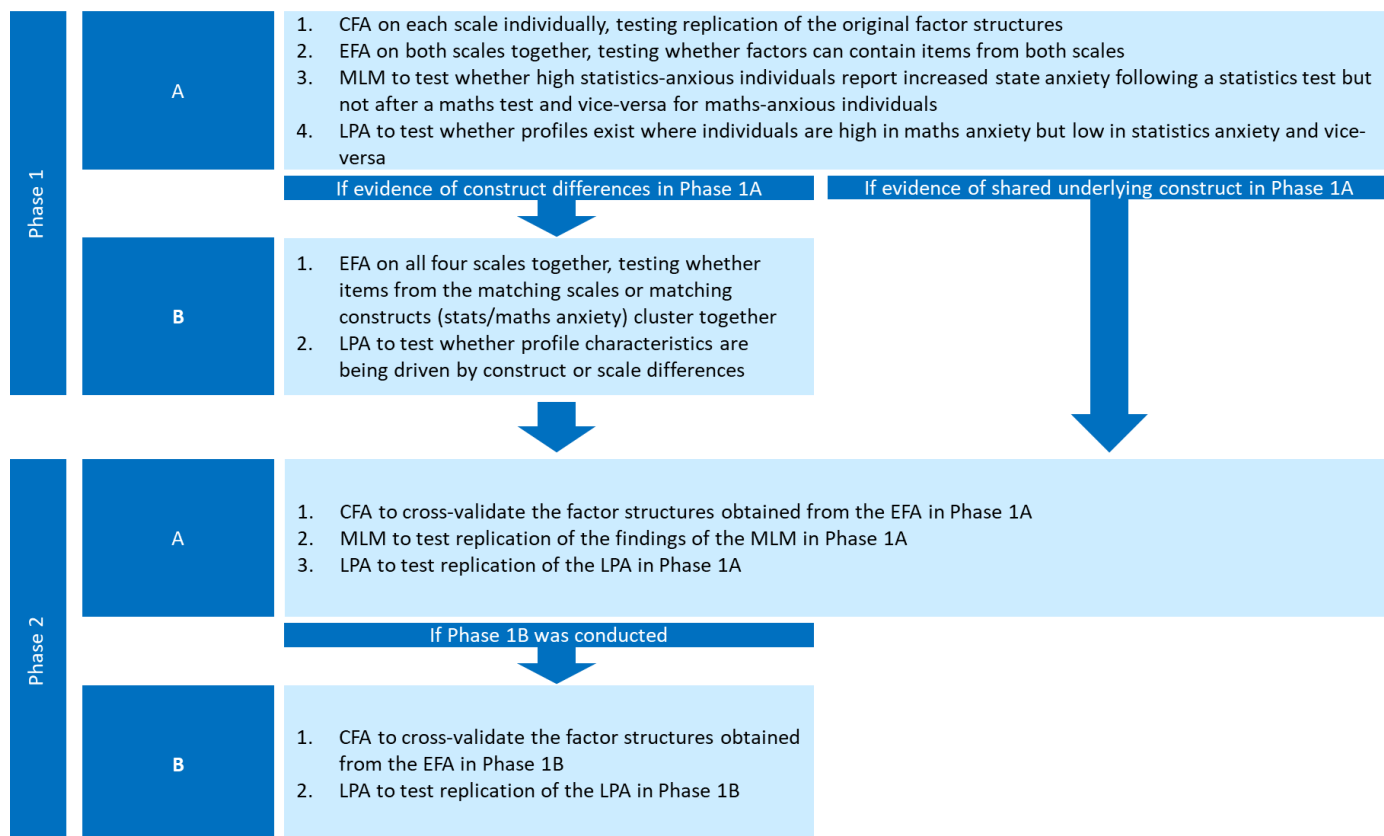 Phase 1
A
1. CFA on each scale individually, testing replication of the original factor structures
2. EFA on both scales together, testing whether factors can contain items from both scales
3. MLM to test whether high statistics-anxious individuals report increased state anxiety following a statistics test but
not after a maths test and vice-versa for maths-anxious individuals
4. LPA to test whether profiles exist where individuals are high in maths anxiety but low in statistics anxiety and vice-
versa
If evidence of construct differences in Phase 1A
If evidence of shared underlying construct in Phase 1A
B
1. EFA on all four scales together, testing whether
items from the matching scales or matching
constructs (stats/maths anxiety) cluster together
2. LPA to test whether profile characteristics are
being driven by construct or scale differences
Phase 2
A
1. CFA to cross-validate the factor structures obtained from the EFA in Phase 1A
2. MLM to test replication of the findings of the MLM in Phase 1A
3. LPA to test replication of the LPA in Phase 1A
If Phase 1B was conducted
B
1. CFA to cross-validate the factor structures obtained
from the EFA in Phase 1B
2. LPA to test replication of the LPA in Phase 1B